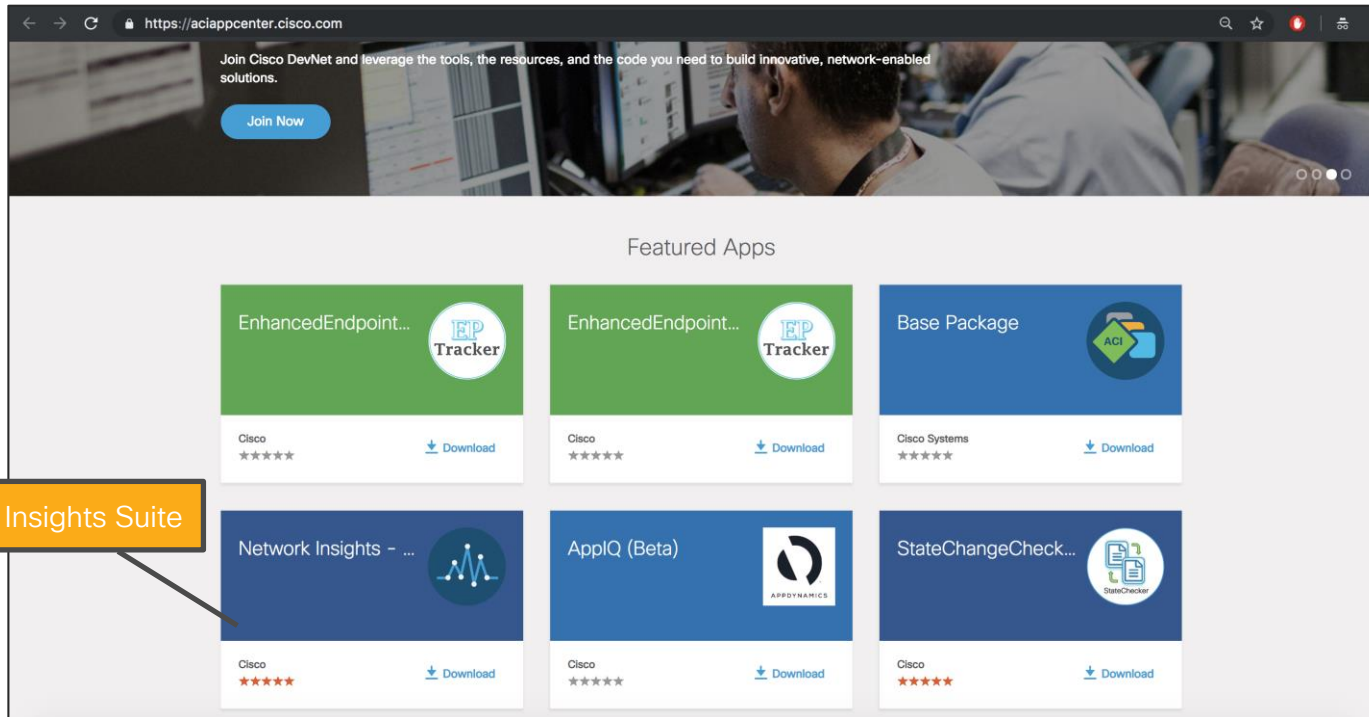 https://aciappcenter.cisco.com
Join Cisco DevNet and leverage the tools, the resources, and the code you need to build innovative, network-enabled
solutions.
Join Now
Featured Apps
EnhancedEndpoint...
EP
Tracker
EnhancedEndpoint...
EP
Tracker
Base Package
ACI
Cisco
Download
Cisco
Download
Cisco Systems
Download
Insights Suite
Network Insights - ...
AppIQ (Beta)
APPDYNAMICS
StateChangeCheck...
StateChecker
Cisco
Download
Cisco
Download
Cisco
Download